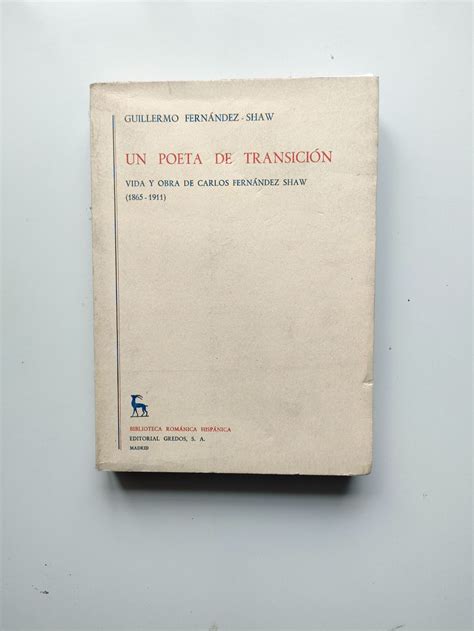 GUILLERMO FERNÁNDEZ-SHAW
UN POETA DE TRANSICIÓN
VIDA Y OBRA DE CARLOS FERNÁNDEZ SHAW
(1865-1911)
BIBLIOTECA ROMÁNICA HISPÁNICA
EDITORIAL GREDOS, S. A.
MADRID